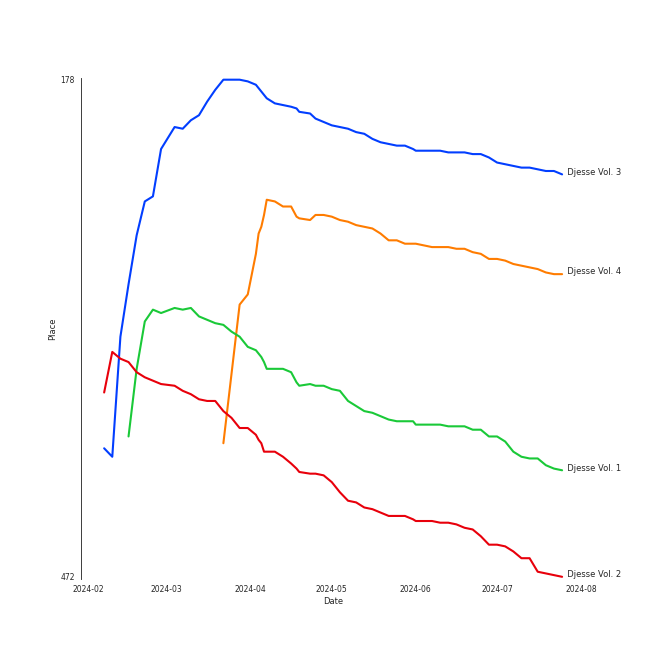 178
Djesse Vol. 3
Djesse Vol. 4
Place
Djesse Vol. 1
Djesse Vol. 2
472
2024-02 2024-03 2024-04 2024-05 2024-06 2024-07 2024-08
Date